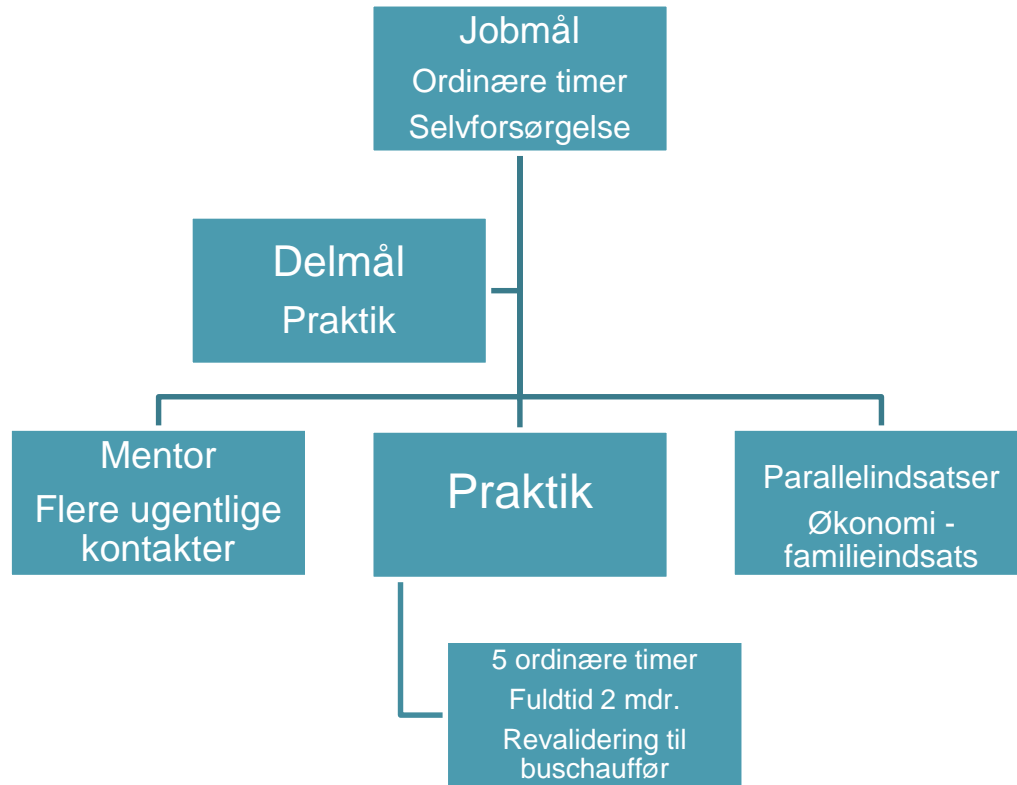 Jobmål
Ordinære timer
Selvforsørgelse
Delmål
Praktik
Mentor
Flere ugentlige
kontakter
Praktik
Parallelindsatser
Økonomi -
familieindsats
5 ordinære timer
Fuldtid 2 mdr.
Revalidering til
buschauffør